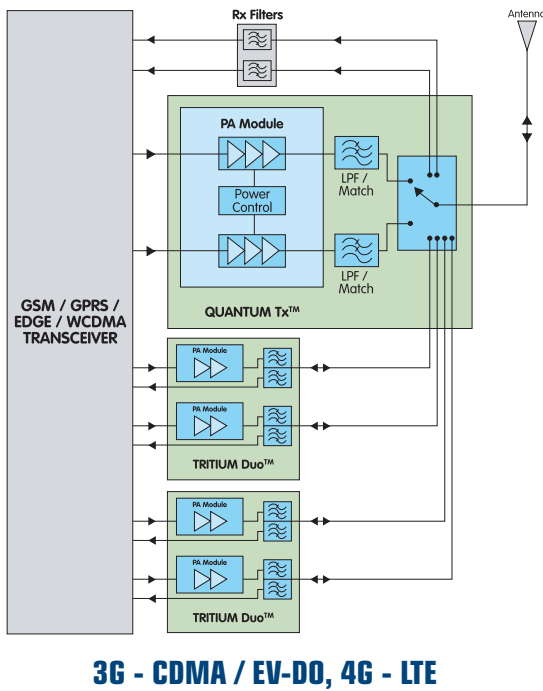 Rx Filters
Antenna
PA Module
LPF /
Match
Power
Control
LPF /
Match
QUANTUM Tx™
GSM / GPRS /
EDGE / WCDMA
TRANSCEIVER
PA Module
PA Module
TRITIUM Duo™
PA Module
PA Module
TRITIUM Duo™
3G - CDMA / EV-DO, 4G - LTE